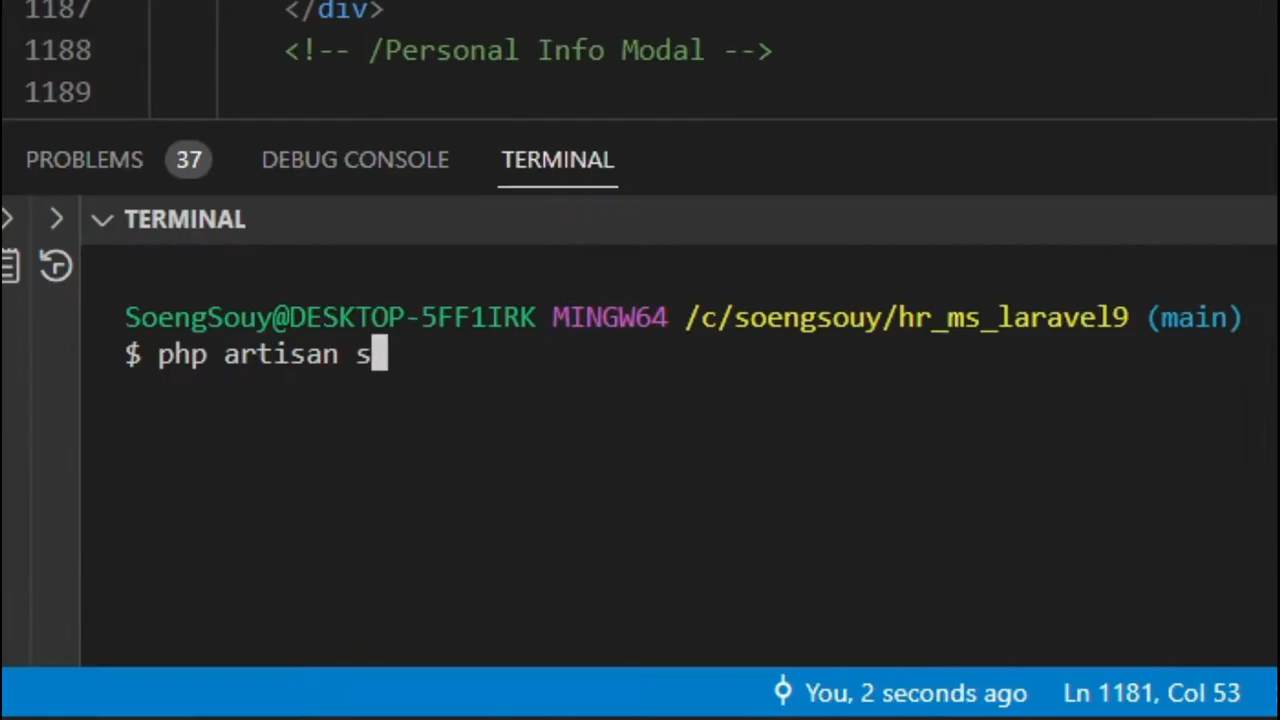 1187 </div>
1188 <!-- /Personal Info Modal -->
1189
PROBLEMS 37 DEBUG CONSOLE TERMINAL
TERMINAL
SoengSouy@DESKTOP-5FF1IRK MINGW64 /c/soengsouy/hr_ms_laravel9 (main)
$ php artisan s
You, 2 seconds ago Ln 1181, Col 53